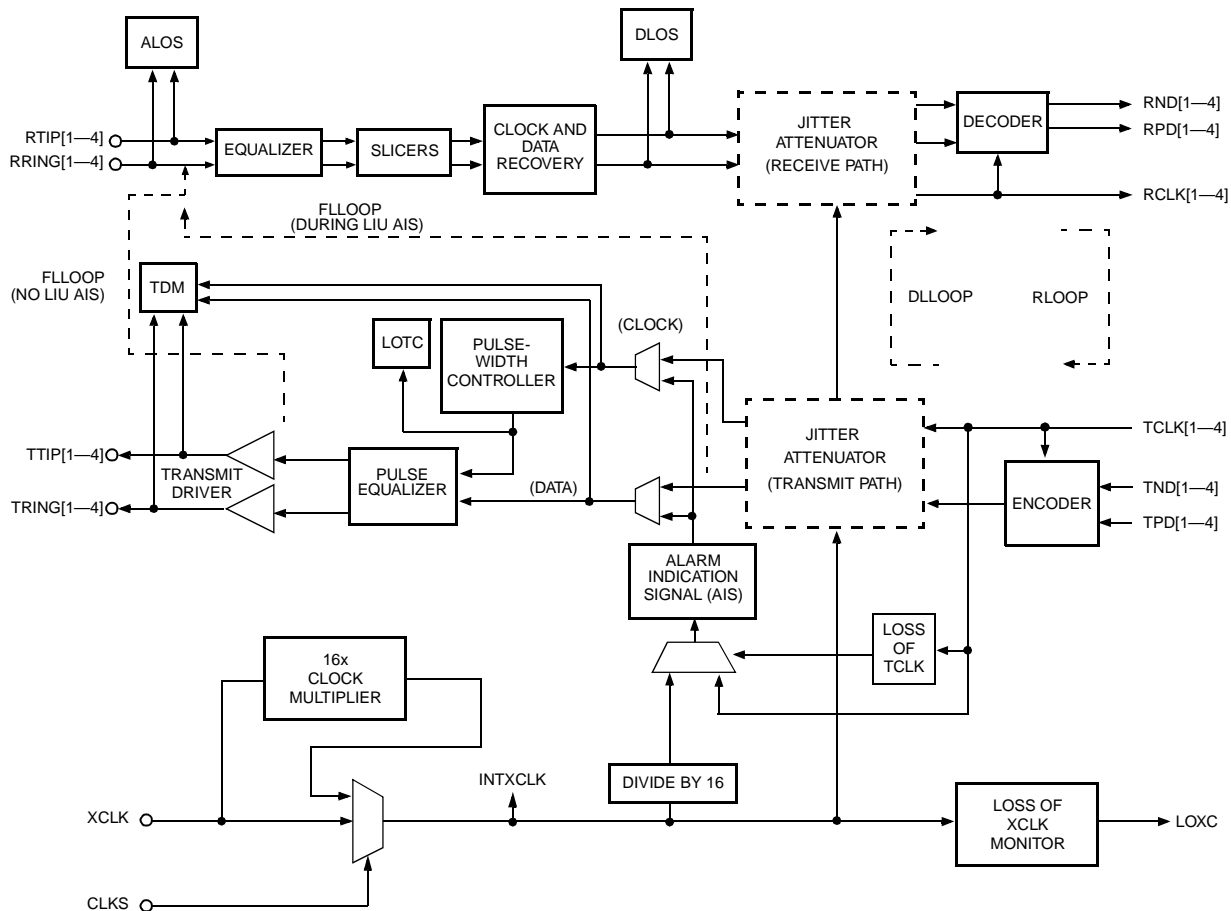 ALOS
DLOS
RTIP[1—4]
RRING[1—4]
EQUALIZER
SLICERS
CLOCK AND
DATA
RECOVERY
JITTER
ATTENUATOR
(RECEIVE PATH)
DECODER
RND[1—4]
RPD[1—4]
RCLK[1—4]
FLLOOP
(DURING LIU AIS)
FLLOOP
(NO LIU AIS)
TDM
LOTC
PULSE-
WIDTH
CONTROLLER
(CLOCK)
DLLOOP
RLOOP
TTIP[1—4]
TRING[1—4]
TRANSMIT
DRIVER
PULSE
EQUALIZER
(DATA)
JITTER
ATTENUATOR
(TRANSMIT PATH)
TCLK[1—4]
ENCODER
TND[1—4]
TPD[1—4]
ALARM
INDICATION
SIGNAL (AIS)
LOSS
OF
TCLK
16x
CLOCK
MULTIPLIER
DIVIDE BY 16
INTXCLK
XCLK
CLKS
LOSS OF
XCLK
MONITOR
LOXC